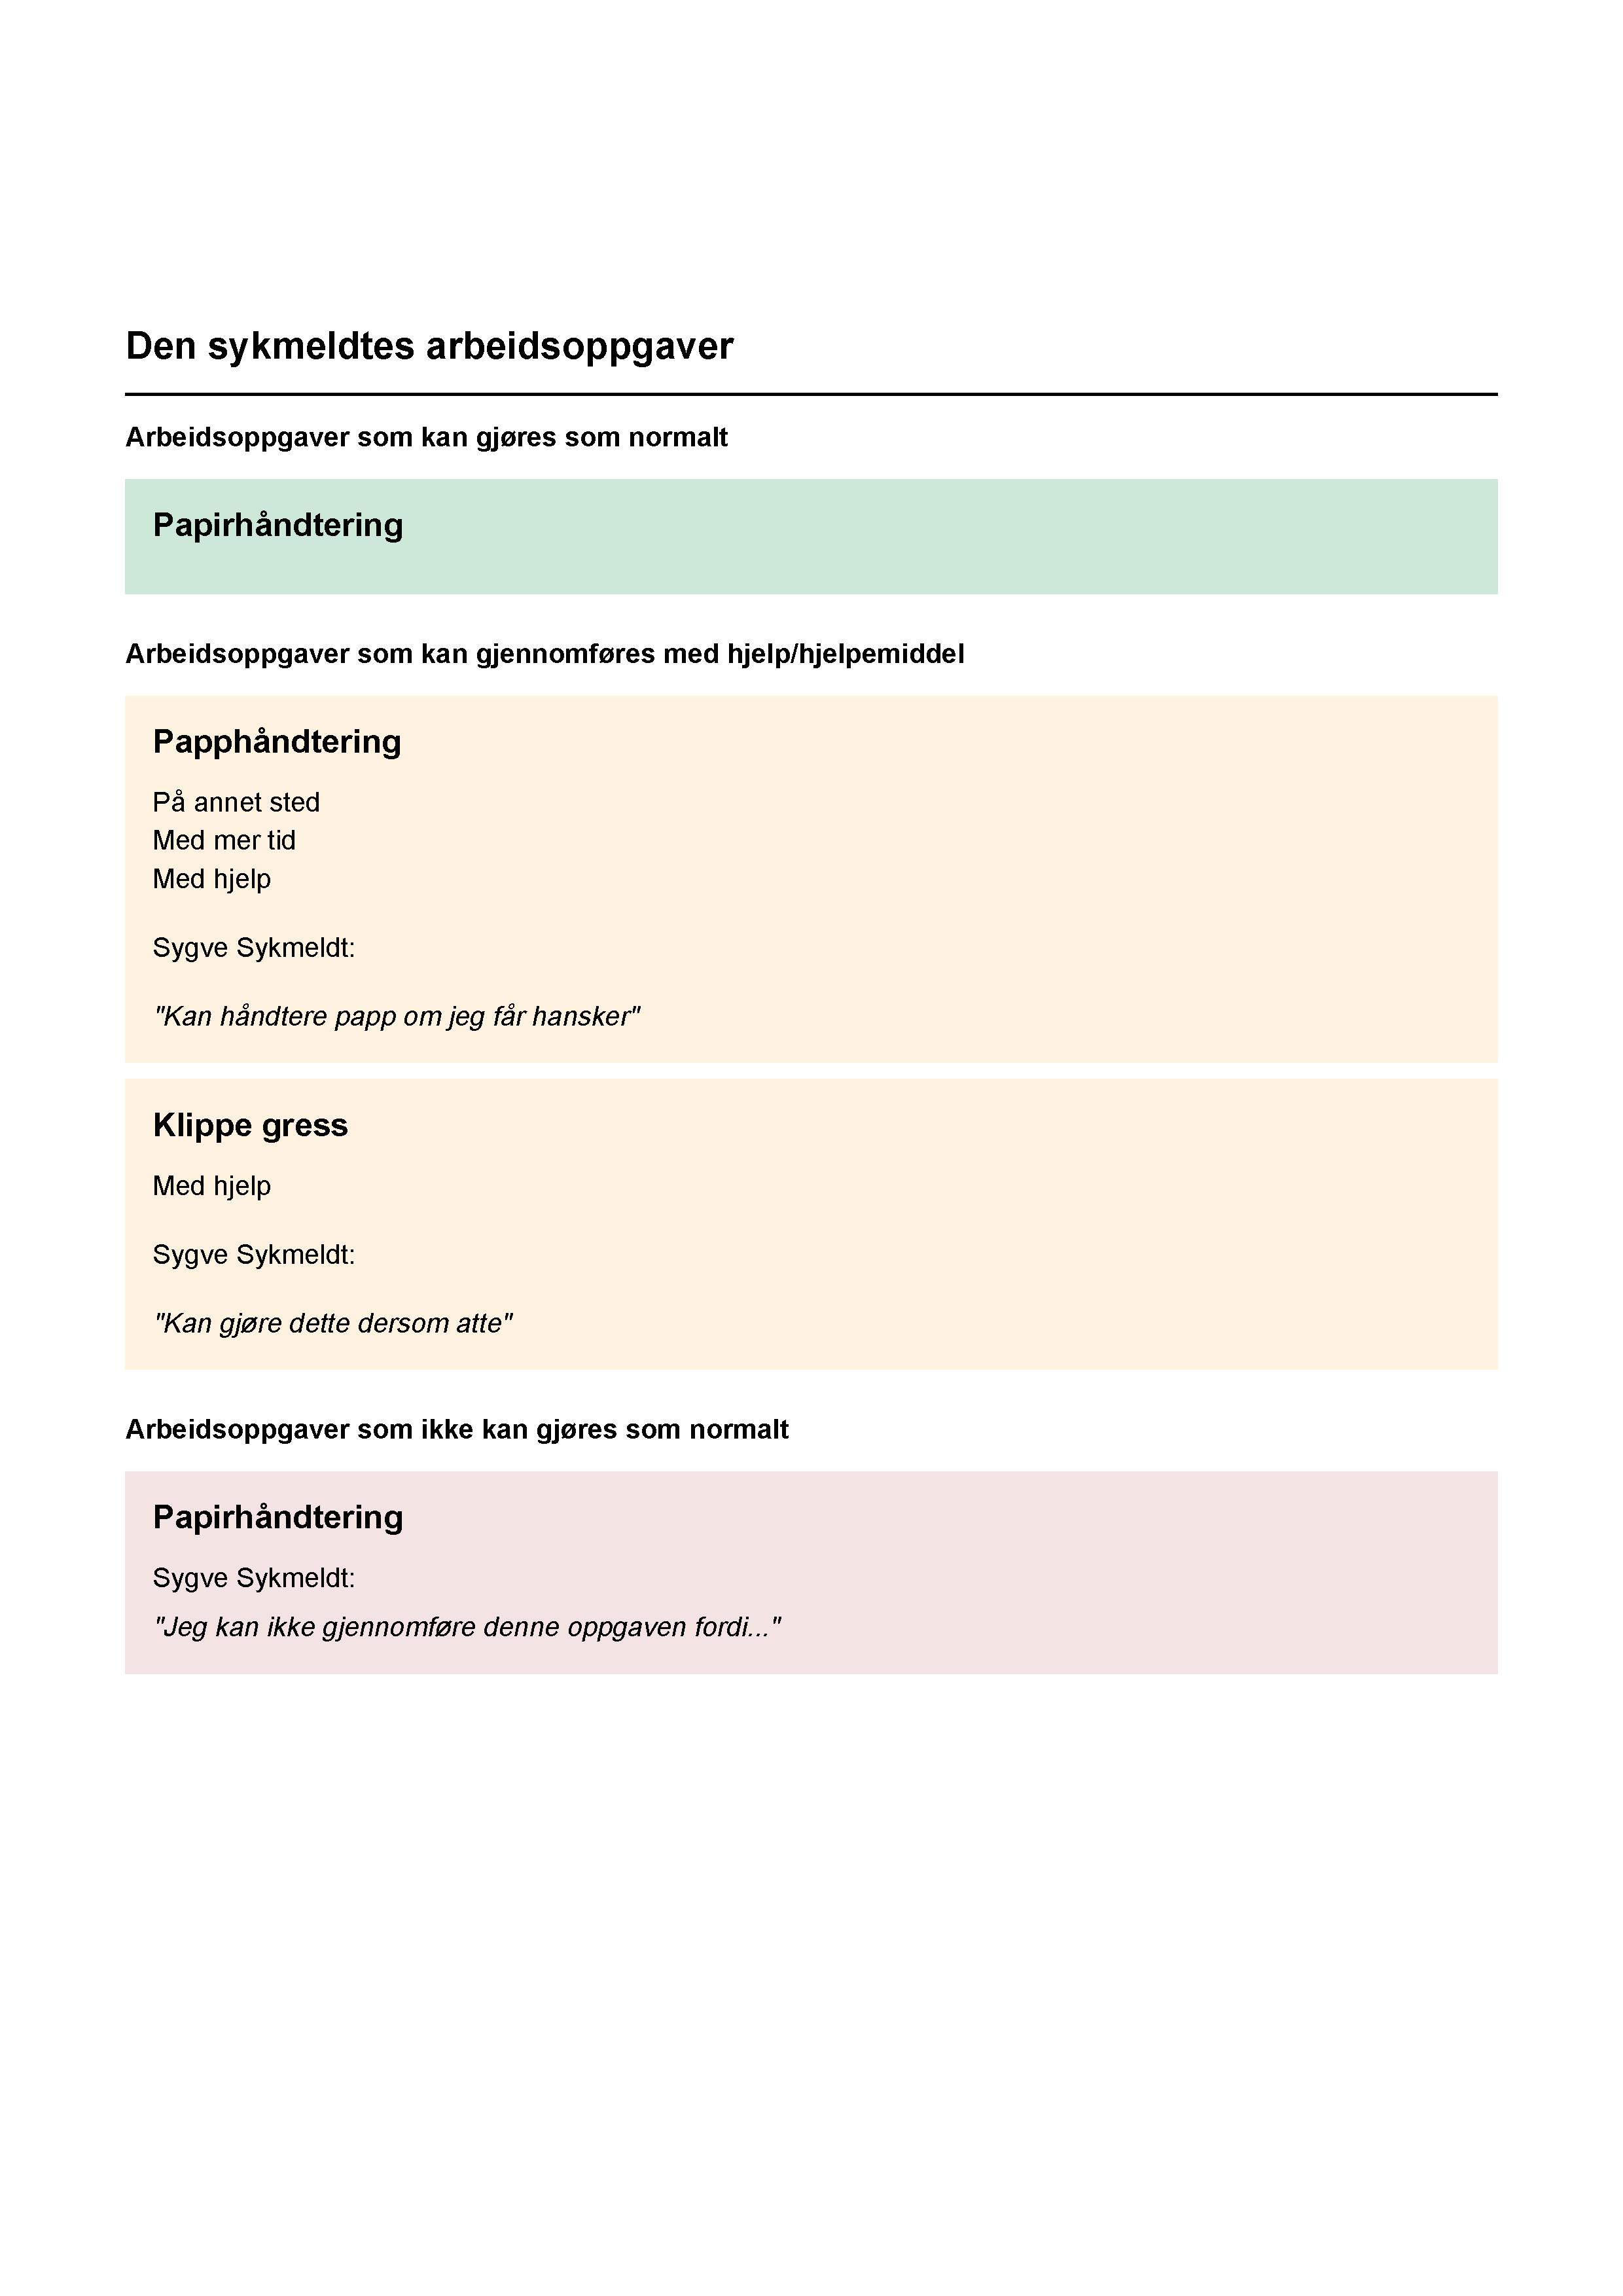 Den sykmeldtes arbeidsoppgaver
Arbeidsoppgaver som kan gjøres som normalt
Papirhåndtering
Arbeidsoppgaver som kan gjennomføres med hjelp/hjelpemiddel
Papphåndtering
På annet sted
Med mer tid
Med hjelp
Sygve Sykmeldt:
"Kan håndtere papp om jeg får hansker"
Klippe gress
Med hjelp
Sygve Sykmeldt:
"Kan gjøre dette dersom atte"
Arbeidsoppgaver som ikke kan gjøres som normalt
Papirhåndtering
Sygve Sykmeldt:
"Jeg kan ikke gjennomføre denne oppgaven fordi..."